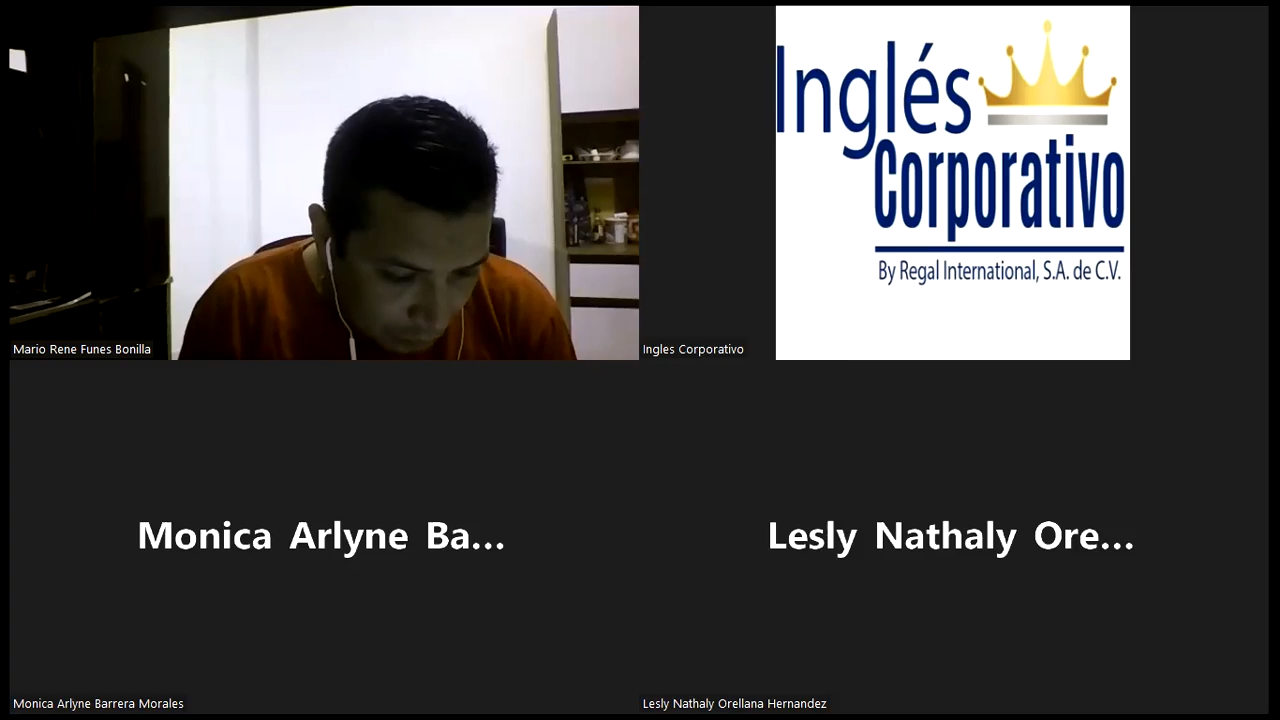 Inglés
Corporativo
By Regal International, S.A. de C.V.
Mario Rene Funes Bonilla
Ingles Corporativo
Monica Arlyne Ba...
Lesly Nathaly Ore...
Monica Arlyne Barrera Morales
Lesly Nathaly Orellana Hernandez